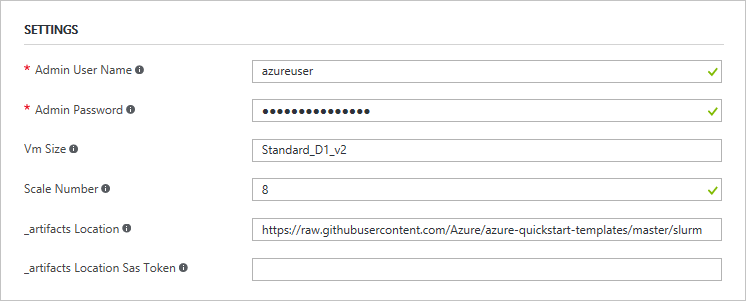 SETTINGS
* Admin User Name azureuser
* Admin Password ●●●●●●●●●●●●●●●
Vm Size Standard_D1_v2
Scale Number 8
_artifacts Location https://raw.githubusercontent.com/Azure/azure-quickstart-templates/master/slurm
_artifacts Location Sas Token